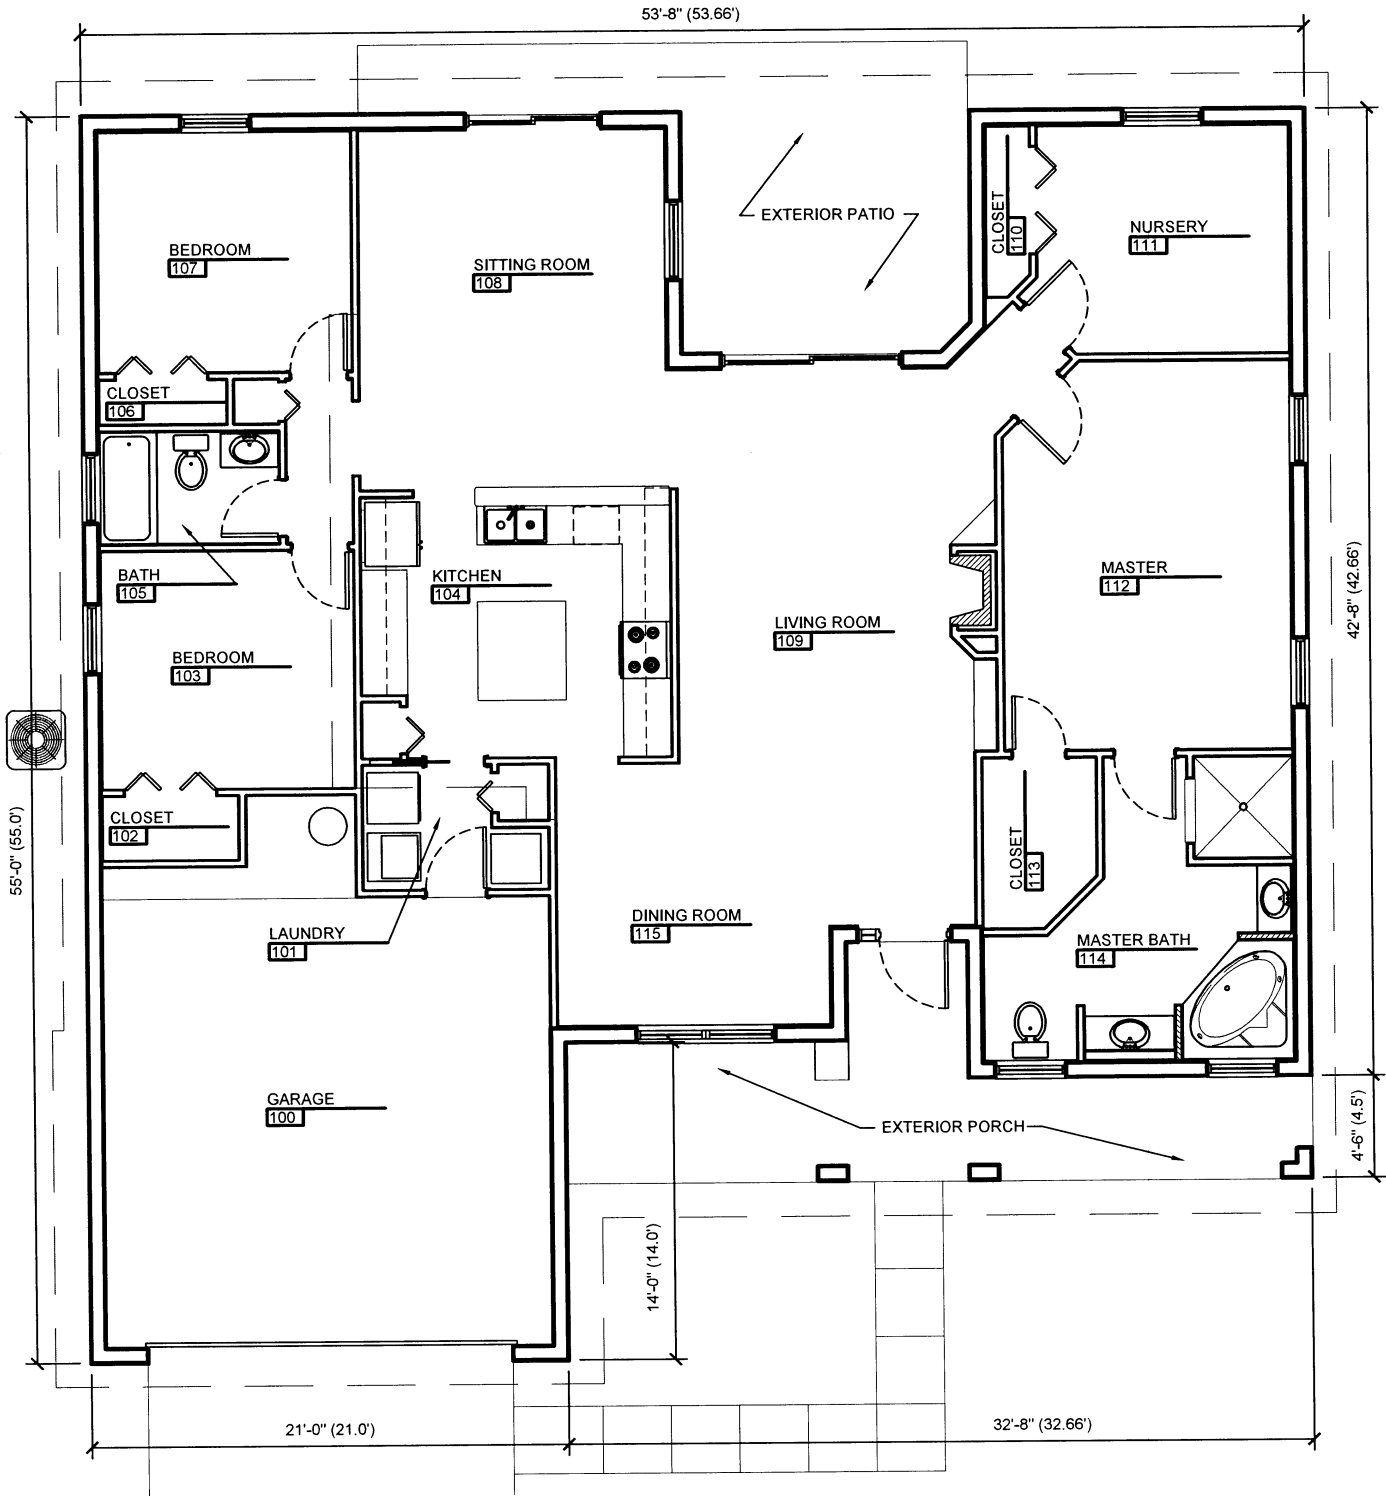 53'-8" (53.66')
EXTERIOR PATIO
CLOSET
110
NURSERY
111
BEDROOM
107
SITTING ROOM
108
CLOSET
106
BATH
105
KITCHEN
104
MASTER
112
42'-8" (42.66')
LIVING ROOM
109
BEDROOM
103
CLOSET
102
55'-0" (55.0')
CLOSET
113
DINING ROOM
115
LAUNDRY
101
MASTER BATH
114
GARAGE
100
EXTERIOR PORCH
4'-6" (4.5')
14'-0" (14.0')
21'-0" (21.0')
32'-8" (32.66')